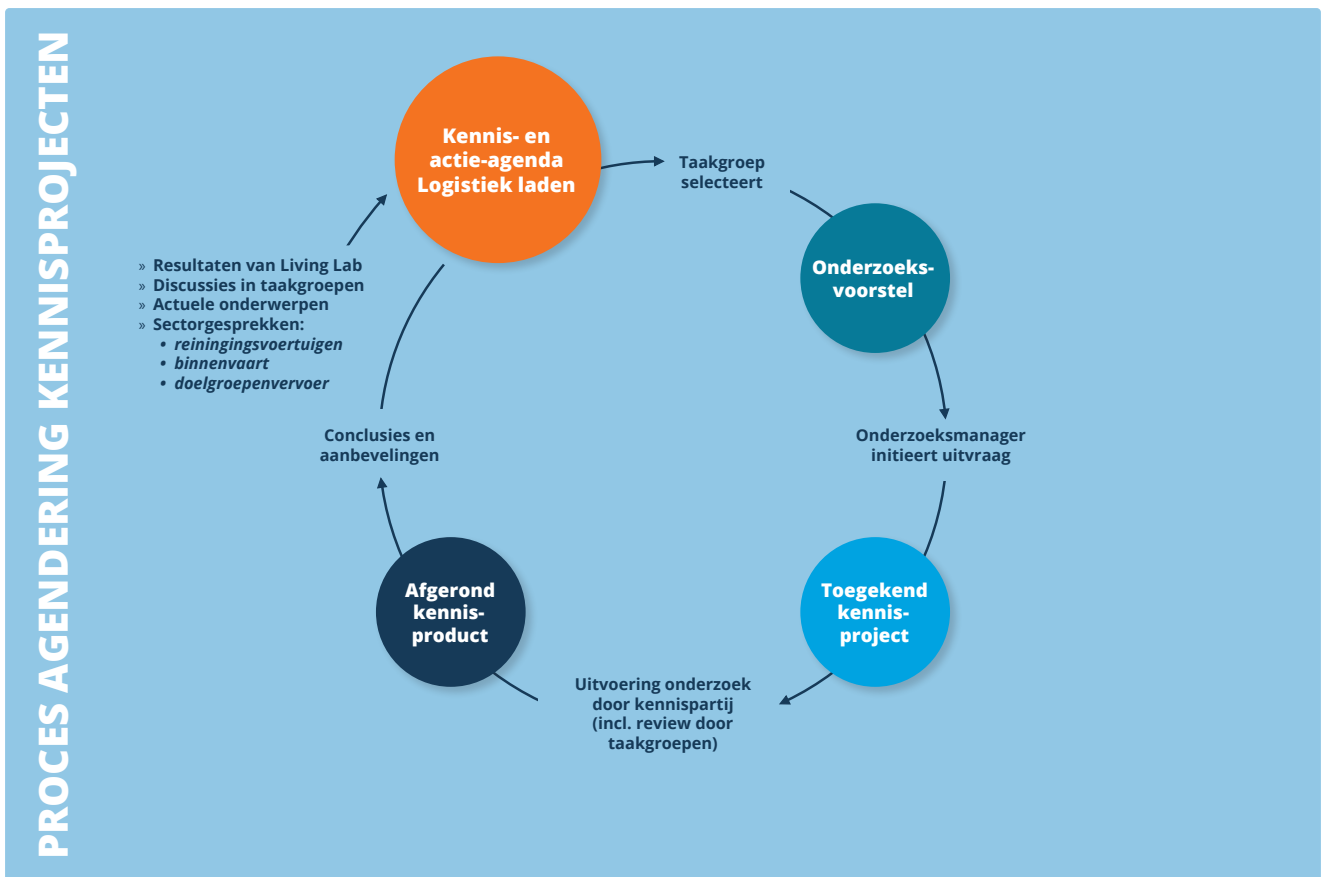 PROCES AGENDERING KENNISPROJECTEN
Kennis- en
actie-agenda
Logistiek laden
Taakgroep
selecteert
Onderzoeks-
voorstel
Onderzoeksmanager
initieert uitvraag
Toegekend
kennis-
project
Uitvoering onderzoek
door kennispartij
(incl. review door
taakgroepen)
Afgerond
kennis-
product
Conclusies en
aanbevelingen
» Resultaten van Living Lab
» Discussies in taakgroepen
» Actuele onderwerpen
» Sectorgesprekken:
• reiningingsvoertuigen
• binnenvaart
• doelgroepenvervoer